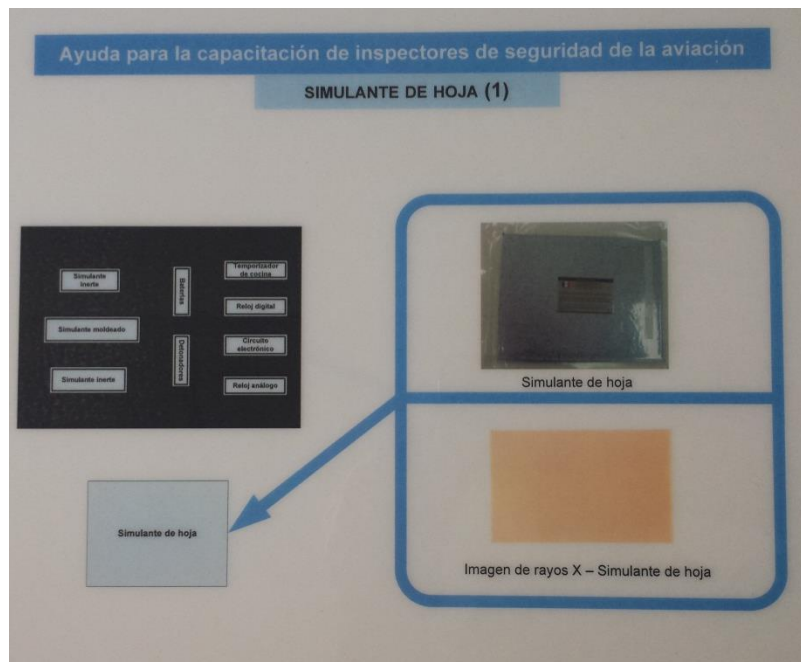 Ayuda para la capacitación de inspectores de seguridad de la aviación
SIMULANTE DE HOJA (1)
Simulante
inerte
Simulante moldeado
Simulante inerte
Baterías
Detonadores
Temporizador
de cocina
Reloj digital
Circuito
electrónico
Reloj análogo
Simulante de hoja
Simulante de hoja
Imagen de rayos X – Simulante de hoja